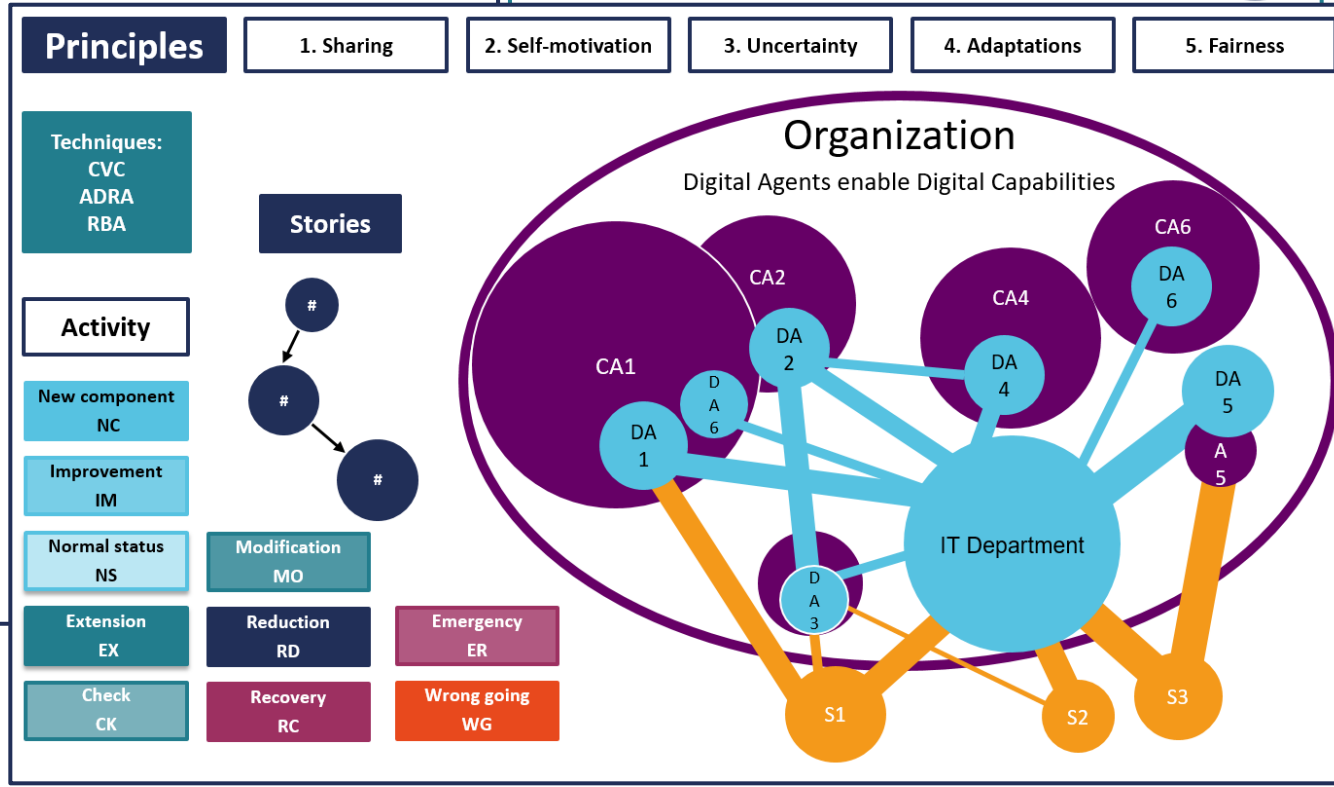 Principles
1. Sharing
2. Self-motivation
3. Uncertainty
4. Adaptations
5. Fairness
Techniques:
CVC
ADRA
RBA
Stories
#
#
#
Activity
New component
NC
Improvement
IM
Normal status
NS
Modification
MO
Extension
EX
Reduction
RD
Emergency
ER
Check
CK
Recovery
RC
Wrong going
WG
Organization
Digital Agents enable Digital Capabilities
CA1
CA2
CA4
CA6
DA
6
DA
2
DA
4
DA
5
A
5
D
A
6
DA
1
IT Department
D
A
3
S1
S2
S3